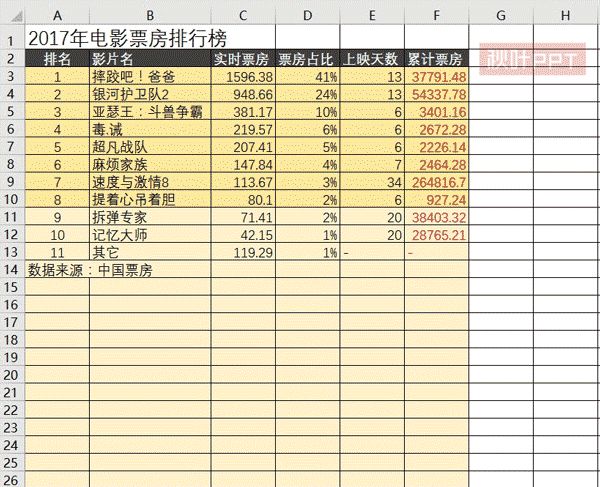 A B C D E F G H
1 2017年电影票房排行榜
2 排名 影片名 实时票房 票房占比 上映天数 累计票房 秋叶PPT
3 1 摔跤吧！爸爸 1596.38 41% 13 37791.48
4 2 银河护卫队2 948.66 24% 13 54337.78
5 3 亚瑟王：斗兽争霸 381.17 10% 6 3401.16
6 4 毒.诫 219.57 6% 6 2672.28
7 5 超凡战队 207.41 5% 6 2226.14
8 6 麻烦家族 147.84 4% 7 2464.28
9 7 速度与激情8 113.67 3% 34 264816.7
10 8 提着心吊着胆 80.1 2% 6 927.24
11 9 拆弹专家 71.41 2% 20 38403.32
12 10 记忆大师 42.15 1% 20 28765.21
13 11 其它 119.29 1% - -
14 数据来源：中国票房
15
16
17
18
19
20
21
22
23
24
25
26